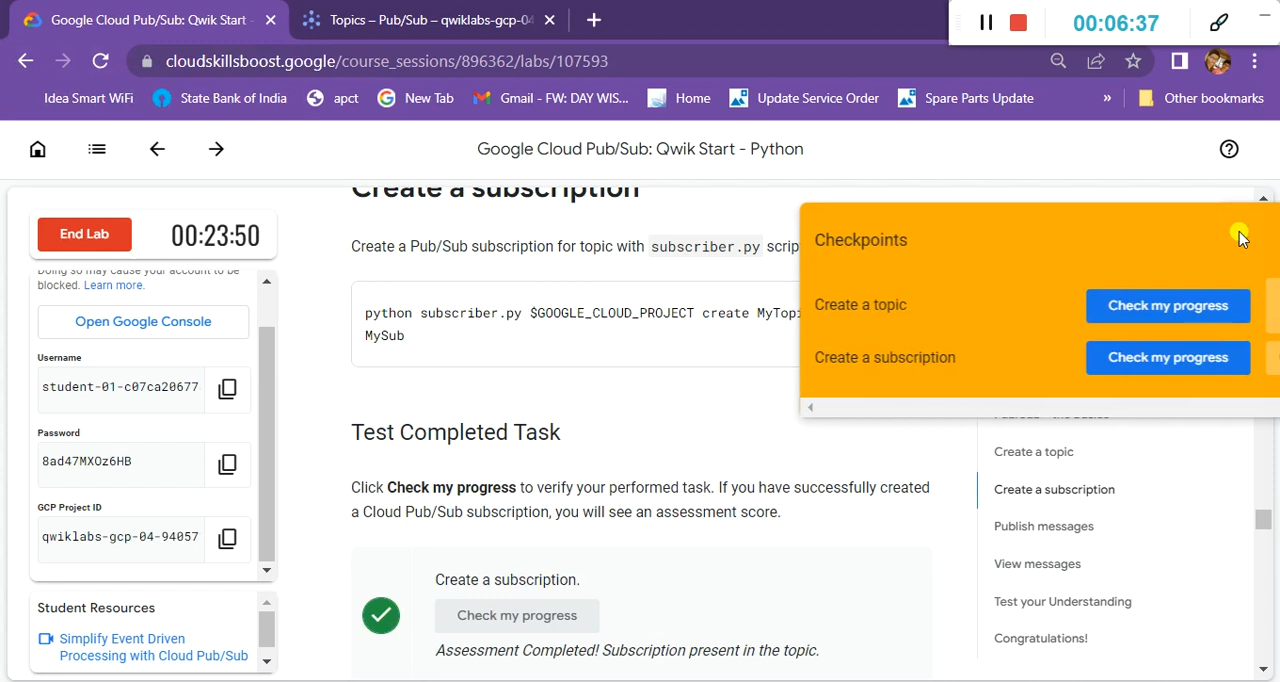 Google Cloud Pub/Sub: Qwik Start -
Topics – Pub/Sub – qwiklabs-gcp-04
00:06:37
cloudskillsboost.google/course_sessions/896362/labs/107593
Idea Smart WiFi
State Bank of India
apct
New Tab
Gmail - FW: DAY WIS...
Home
Update Service Order
Spare Parts Update
»
Other bookmarks
Google Cloud Pub/Sub: Qwik Start - Python
End Lab
00:23:50
Doing so may cause your account to be
blocked. Learn more.
Open Google Console
Username
student-01-c07ca20677
Password
8ad47MXOz6HB
GCP Project ID
qwiklabs-gcp-04-94057
Student Resources
Simplify Event Driven
Processing with Cloud Pub/Sub
Create a subscription
Create a Pub/Sub subscription for topic with subscriber.py scrip
python subscriber.py $GOOGLE_CLOUD_PROJECT create MyTopi
MySub
Test Completed Task
Click Check my progress to verify your performed task. If you have successfully created
a Cloud Pub/Sub subscription, you will see an assessment score.
Create a subscription.
Check my progress
Assessment Completed! Subscription present in the topic.
Checkpoints
Create a topic
Check my progress
Create a subscription
Check my progress
Create a topic
Create a subscription
Publish messages
View messages
Test your Understanding
Congratulations!